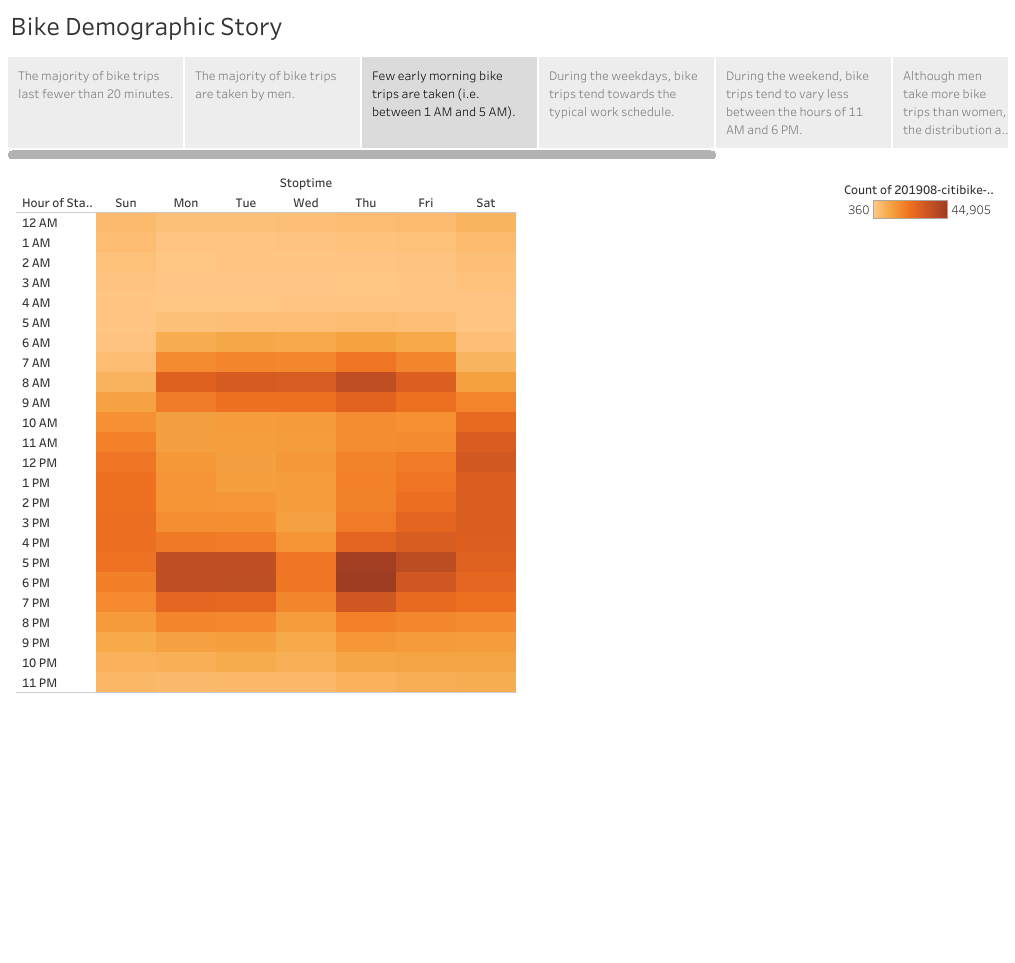 Bike Demographic Story
The majority of bike trips
last fewer than 20 minutes.
The majority of bike trips
are taken by men.
Few early morning bike
trips are taken (i.e.
between 1 AM and 5 AM).
During the weekdays, bike
trips tend towards the
typical work schedule.
During the weekend, bike
trips tend to vary less
between the hours of 11
AM and 6 PM.
Although men
take more bike
trips than women,
the distribution a..
Stoptime
Hour of Sta.. Sun Mon Tue Wed Thu Fri Sat
12 AM
1 AM
2 AM
3 AM
4 AM
5 AM
6 AM
7 AM
8 AM
9 AM
10 AM
11 AM
12 PM
1 PM
2 PM
3 PM
4 PM
5 PM
6 PM
7 PM
8 PM
9 PM
10 PM
11 PM
Count of 201908-citibike-..
360 44,905